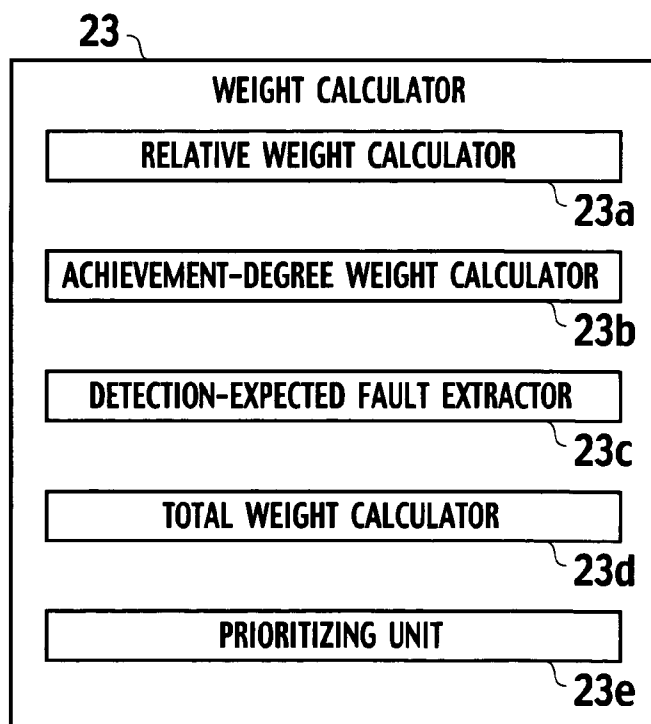 23
WEIGHT CALCULATOR
RELATIVE WEIGHT CALCULATOR
23a
ACHIEVEMENT-DEGREE WEIGHT CALCULATOR
23b
DETECTION-EXPECTED FAULT EXTRACTOR
23c
TOTAL WEIGHT CALCULATOR
23d
PRIORITIZING UNIT
23e